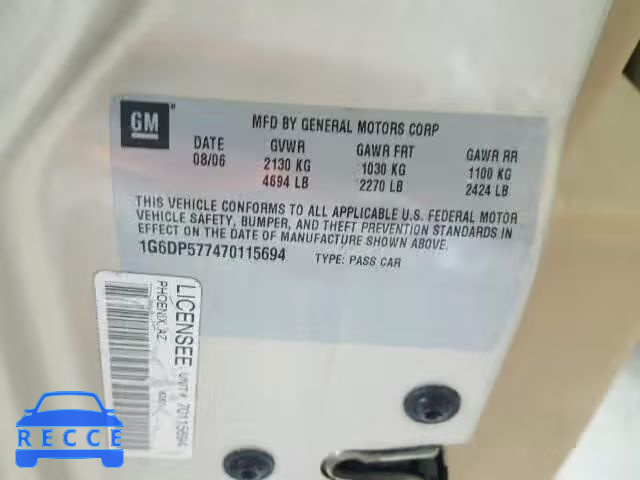 GM
MFD BY GENERAL MOTORS CORP
DATE GVWR GAWR FRT GAWR RR
08/06 2130 KG 1030 KG 1100 KG
4694 LB 2270 LB 2424 LB
THIS VEHICLE CONFORMS TO ALL APPLICABLE U.S. FEDERAL MOTOR
VEHICLE SAFETY, BUMPER, AND THEFT PREVENTION STANDARDS IN
EFFECT ON THE DATE OF MANUFACTURE SHOWN ABOVE.
1G6DP577470115694 TYPE: PASS CAR
LICENSEE
PHOENIX, AZ
UNIT# 70115694
RECCE